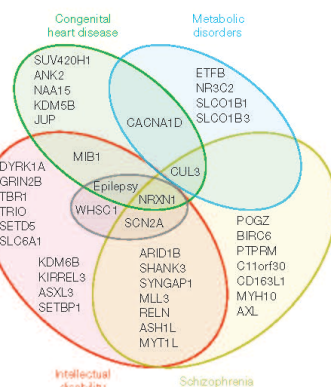 Congenital
heart disease
Metabolic
disorders
SUV420H1
ANK2
NAA15
KDM5B
JUP
ETFB
NR3C2
SLCO1B1
SLCO1B3
CACNA1D
MIB1
CUL3
DYRK1A
GRIN2B
TBR1
TRIO
SETD5
SLC6A1
Epilepsy
NRXN1
WHSC1
SCN2A
KDM6B
KIRREL3
ASXL3
SETBP1
ARID1B
SHANK3
SYNGAP1
MLL3
RELN
ASH1L
MYT1L
POGZ
BIRC6
PTPRM
C11orf30
CD163L1
MYH10
AXL
Intellectual
Schizophrenia